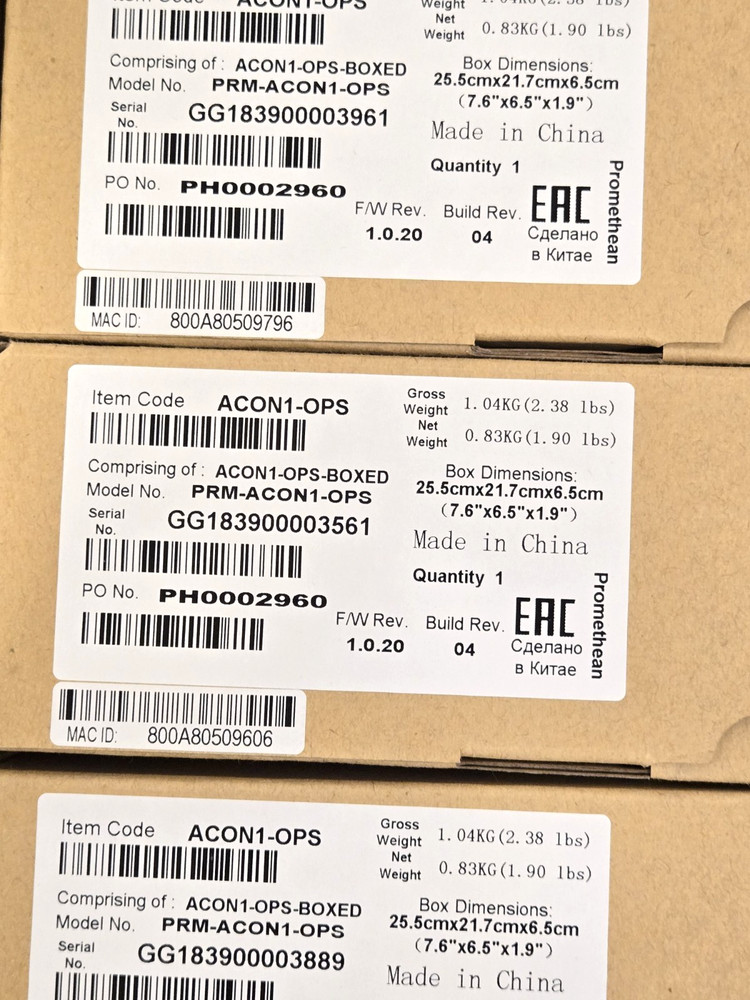 Item Code ACON1-OPS
Weight 1.04KG(2.38 lbs)
Net
Weight 0.83KG(1.90 lbs)
Comprising of : ACON1-OPS-BOXED
Model No. PRM-ACON1-OPS
Serial
No. GG183900003961
PO No. PH0002960
Box Dimensions:
25.5cmx21.7cmx6.5cm
(7.6"x6.5"x1.9")
Made in China
Quantity 1
F/W Rev.
1.0.20
Build Rev.
04
EAC
Сделано
в Китае
Promethean
MAC ID: 800A80509796
Item Code ACON1-OPS
Gross
Weight 1.04KG(2.38 lbs)
Net
Weight 0.83KG(1.90 lbs)
Comprising of : ACON1-OPS-BOXED
Model No. PRM-ACON1-OPS
Serial
No. GG183900003561
PO No. PH0002960
Box Dimensions:
25.5cmx21.7cmx6.5cm
(7.6"x6.5"x1.9")
Made in China
Quantity 1
F/W Rev.
1.0.20
Build Rev.
04
EAC
Сделано
в Китае
Promethean
MAC ID: 800A80509606
Item Code ACON1-OPS
Gross
Weight 1.04KG(2.38 lbs)
Net
Weight 0.83KG(1.90 lbs)
Comprising of : ACON1-OPS-BOXED
Model No. PRM-ACON1-OPS
Serial
No. GG183900003889
Box Dimensions:
25.5cmx21.7cmx6.5cm
(7.6"x6.5"x1.9")
Made in China